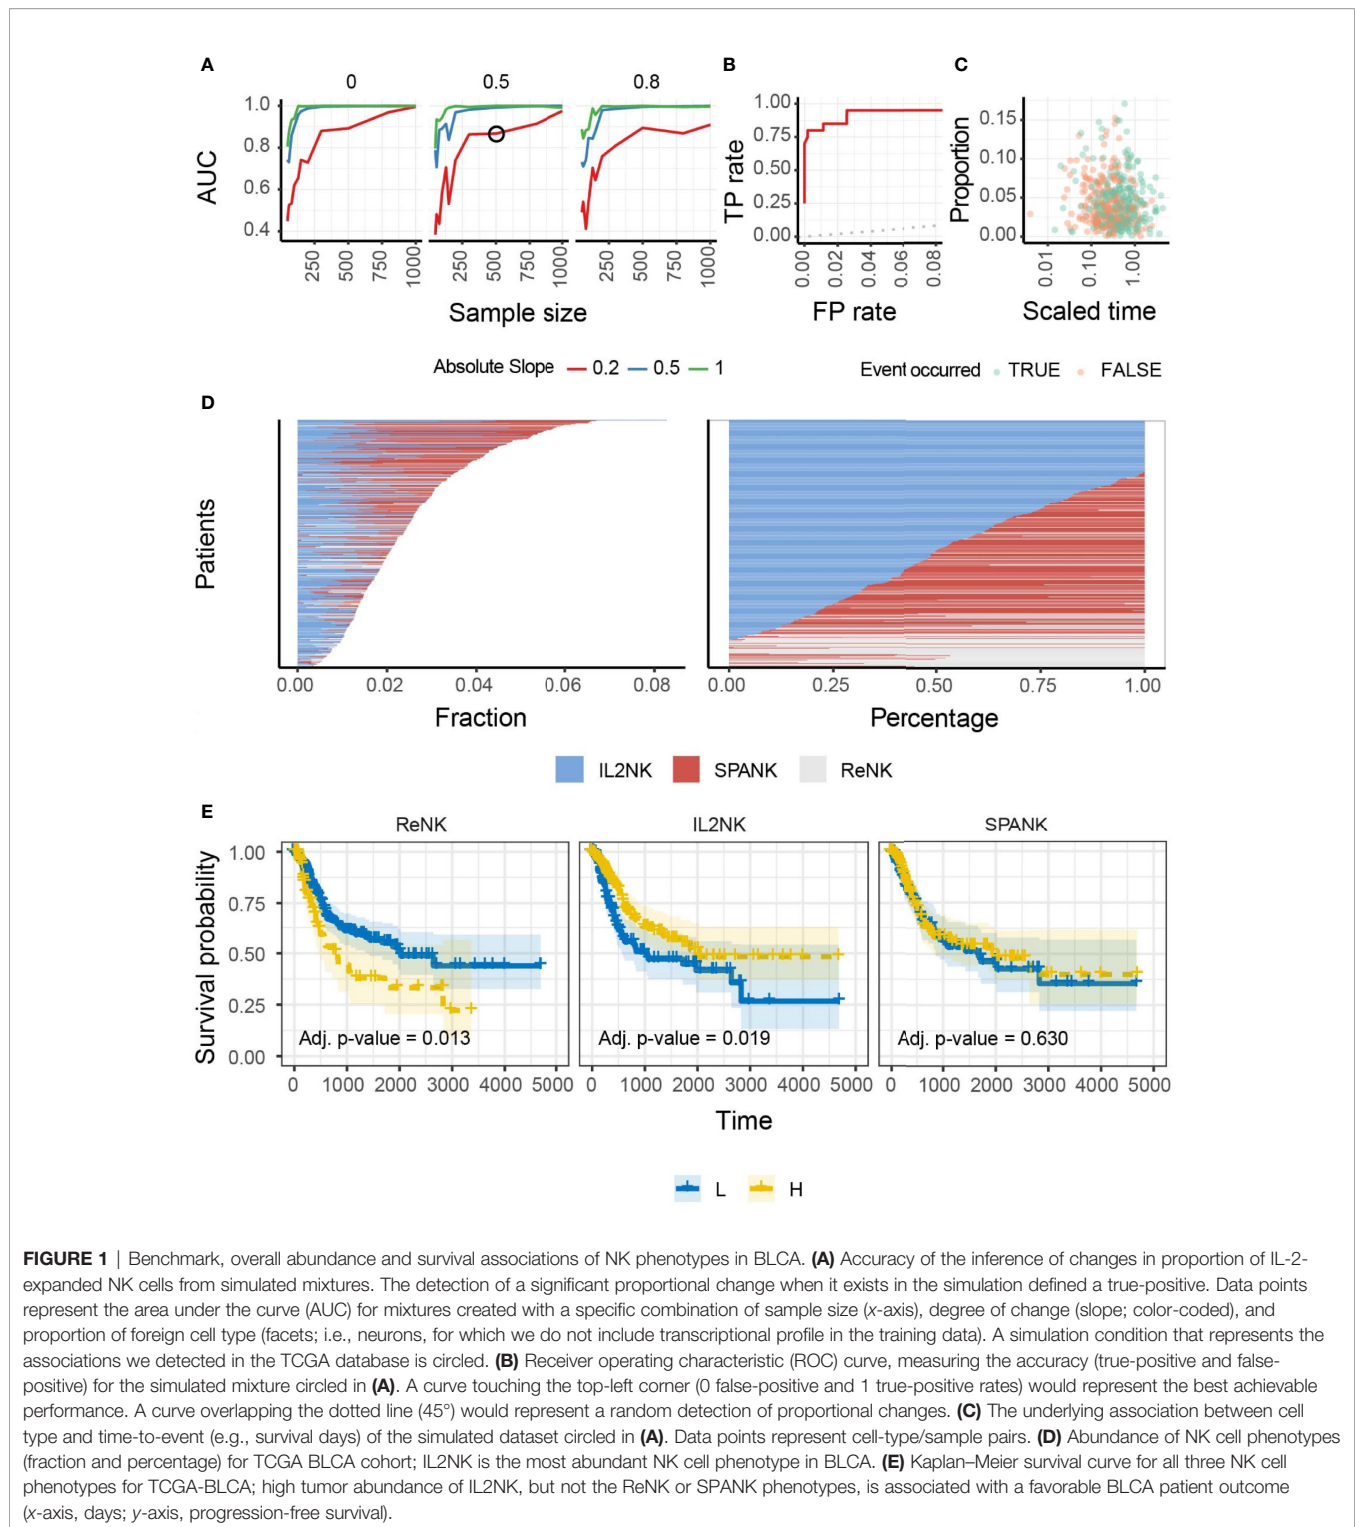 A
B
C
0
0.5
0.8
AUC
1.0
0.8
0.6
0.4
250
500
750
1000
250
500
750
1000
250
500
750
1000
Sample size
TP rate
1.00
0.75
0.50
0.25
0.00
0.00
0.02
0.04
0.06
0.08
FP rate
Proportion
0.15
0.10
0.05
0.00
0.01
0.10
1.00
Scaled time
Absolute Slope 0.2 0.5 1
Event occurred TRUE FALSE
D
Patients
0.00 0.02 0.04 0.06 0.08
Fraction
0.00 0.25 0.50 0.75 1.00
Percentage
IL2NK SPANK ReNK
E
ReNK IL2NK SPANK
Survival probability
1.00
0.75
0.50
0.25
0.00
Adj. p-value = 0.013
Adj. p-value = 0.019
Adj. p-value = 0.630
0 1000 2000 3000 4000 5000
0 1000 2000 3000 4000 5000
0 1000 2000 3000 4000 5000
Time
L H
FIGURE 1 | Benchmark, overall abundance and survival associations of NK phenotypes in BLCA. (A) Accuracy of the inference of changes in proportion of IL-2-
expanded NK cells from simulated mixtures. The detection of a significant proportional change when it exists in the simulation defined a true-positive. Data points
represent the area under the curve (AUC) for mixtures created with a specific combination of sample size (x-axis), degree of change (slope; color-coded), and
proportion of foreign cell type (facets; i.e., neurons, for which we do not include transcriptional profile in the training data). A simulation condition that represents the
associations we detected in the TCGA database is circled. (B) Receiver operating characteristic (ROC) curve, measuring the accuracy (true-positive and false-
positive) for the simulated mixture circled in (A). A curve touching the top-left corner (0 false-positive and 1 true-positive rates) would represent the best achievable
performance. A curve overlapping the dotted line (45°) would represent a random detection of proportional changes. (C) The underlying association between cell
type and time-to-event (e.g., survival days) of the simulated dataset circled in (A). Data points represent cell-type/sample pairs. (D) Abundance of NK cell phenotypes
(fraction and percentage) for TCGA BLCA cohort; IL2NK is the most abundant NK cell phenotype in BLCA. (E) Kaplan–Meier survival curve for all three NK cell
phenotypes for TCGA-BLCA; high tumor abundance of IL2NK, but not the ReNK or SPANK phenotypes, is associated with a favorable BLCA patient outcome
(x-axis, days; y-axis, progression-free survival).